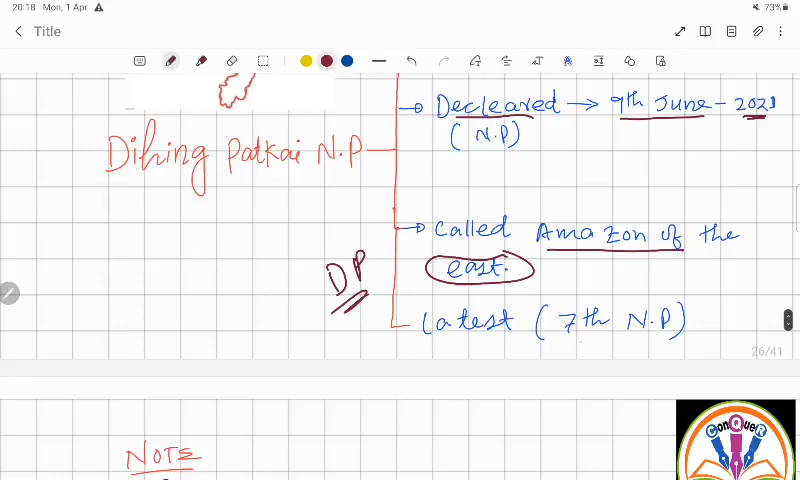 20:18 Mon, 1 Apr
73%
Title
→ Decleared → 9th June - 2021
(N.P)
Dihing Patkai N.P
→ Called Amazon of the
east.
DP
Latest (7th N.P)
26/41
NOTE
ConQueR